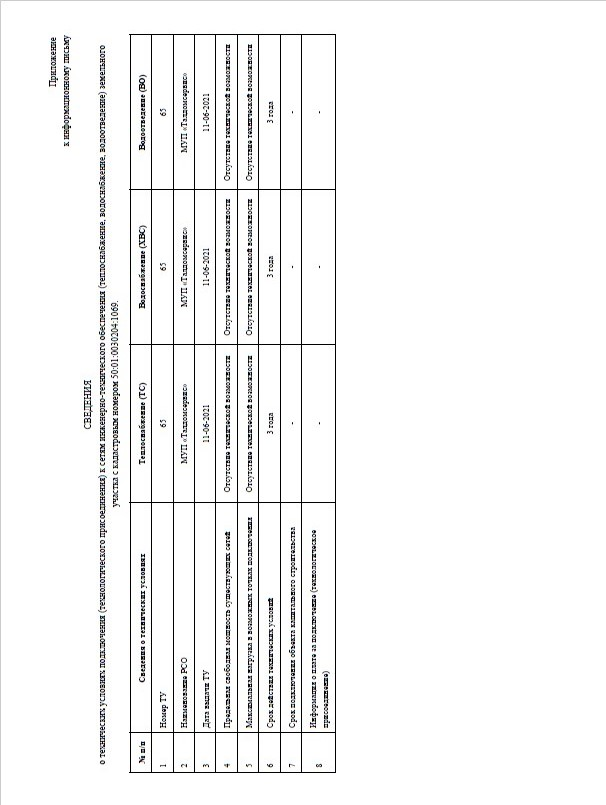 Приложение
к информационному письму
СВЕДЕНИЯ
о технических условиях подключения (технологического присоединения) к сетям инженерно-технического обеспечения (теплоснабжение, водоснабжение, водоотведение) земельного
участка с кадастровым номером 50:01:0030204:1069.
№ п/п Сведения о технических условиях Теплоснабжение (ТС) Водоснабжение (ХВС) Водоотведение (ВО)
1 Номер ТУ 65 65 65
2 Наименование РСО МУП «Талдомсервис» МУП «Талдомсервис» МУП «Талдомсервис»
3 Дата выдачи ТУ 11-06-2021 11-06-2021 11-06-2021
4 Предельная свободная мощность существующих сетей Отсутствие технической возможности Отсутствие технической возможности Отсутствие технической возможности
5 Максимальная нагрузка в возможных точках подключения Отсутствие технической возможности Отсутствие технической возможности Отсутствие технической возможности
6 Срок действия технических условий 3 года 3 года 3 года
7 Срок подключения объекта капитального строительства - - -
8 Информация о плате за подключение (технологическое - - -
присоединение)